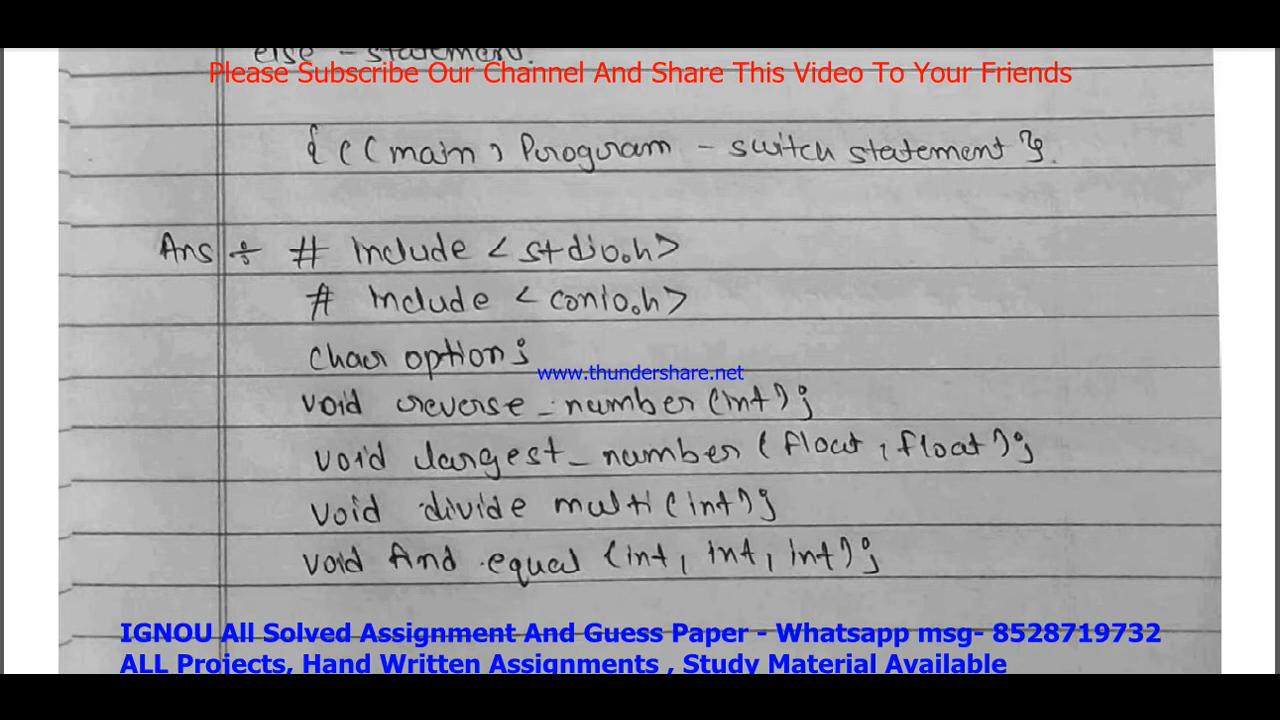 else - statement.
Please Subscribe Our Channel And Share This Video To Your Friends
{ ( ( main ) Program - switch statement }.
Ans ÷ # Include < stdio.h>
# Include < conio.h>
char option;
www.thundershare.net
void reverse_number (int);
void largest_number (float, float);
void divide multi (int);
void find equal (int, int, int);
IGNOU All Solved Assignment And Guess Paper - Whatsapp msg- 8528719732
ALL Projects, Hand Written Assignments , Study Material Available